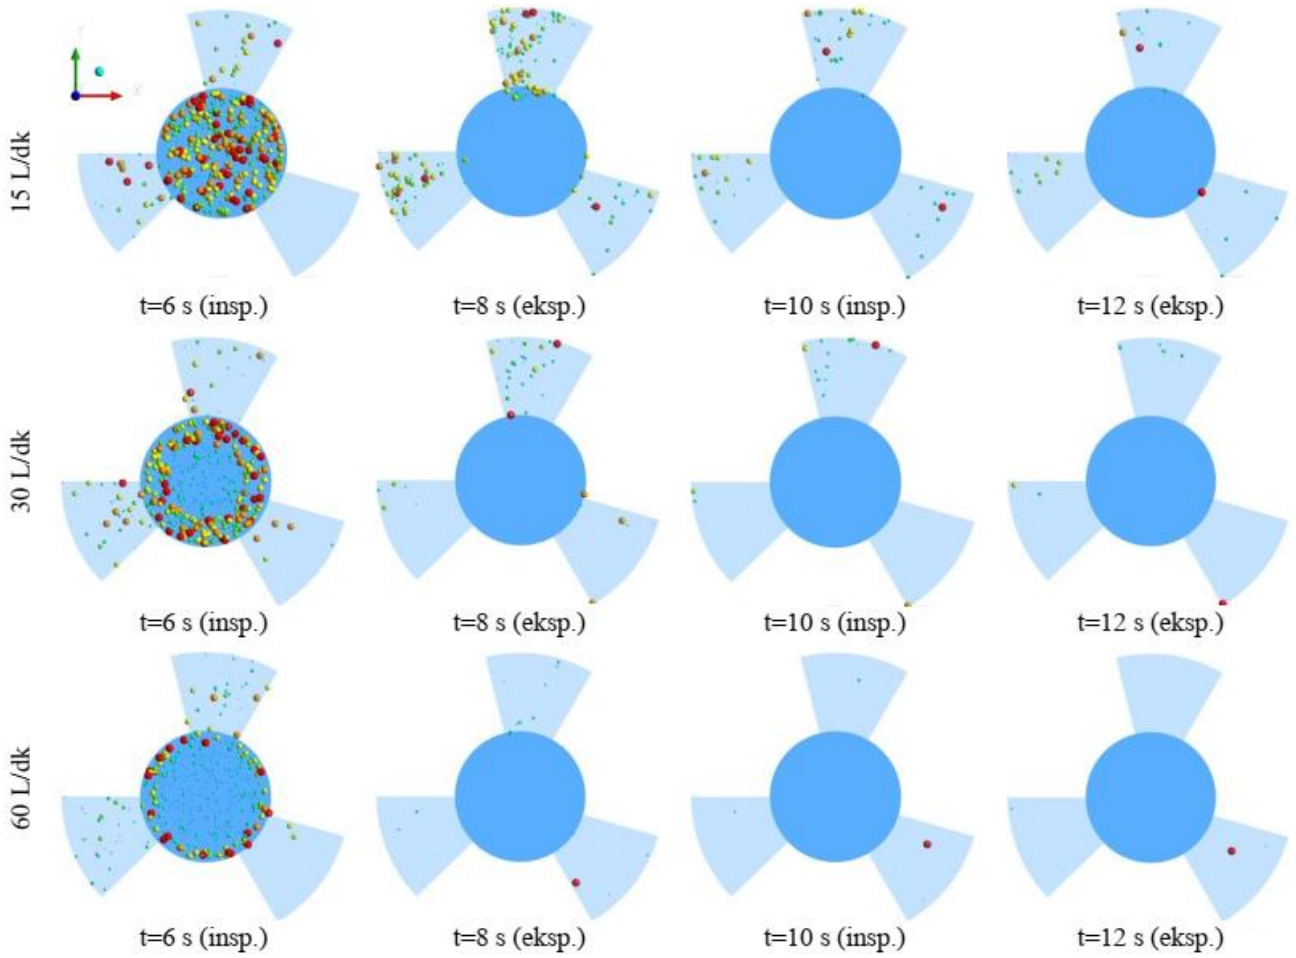 15 L/dk
t=6 s (insp.) t=8 s (eksp.) t=10 s (insp.) t=12 s (eksp.)
30 L/dk
t=6 s (insp.) t=8 s (eksp.) t=10 s (insp.) t=12 s (eksp.)
60 L/dk
t=6 s (insp.) t=8 s (eksp.) t=10 s (insp.) t=12 s (eksp.)